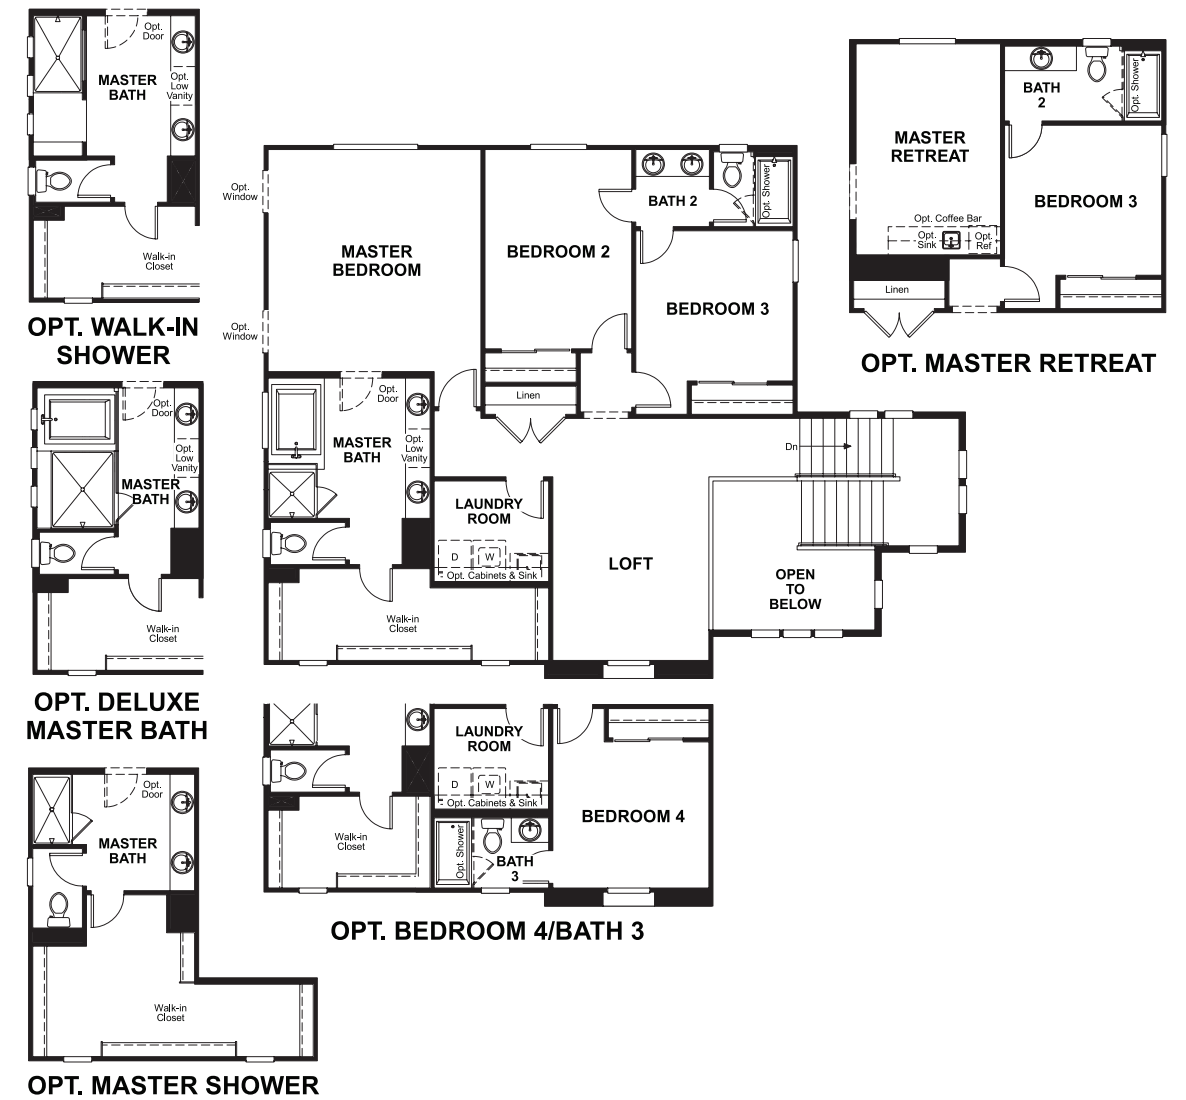 Opt.
Door
MASTER
BATH
Opt.
Low
Vanity
Walk-in
Closet
OPT. WALK-IN
SHOWER
Opt.
Door
Opt.
Low
Vanity
MASTER
BATH
Walk-in
Closet
OPT. DELUXE
MASTER BATH
Opt.
Door
MASTER
BATH
Walk-in
Closet
OPT. MASTER SHOWER
Opt.
Window
MASTER
BEDROOM
Opt.
Window
BEDROOM 2
BATH 2
Opt. Shower
BEDROOM 3
Linen
Opt.
Door
MASTER
BATH
Opt.
Low
Vanity
LAUNDRY
ROOM
D
W
Opt. Cabinets & Sink
Walk-in
Closet
LOFT
Dn
OPEN
TO
BELOW
LAUNDRY
ROOM
D
W
Opt. Cabinets & Sink
Walk-in
Closet
Opt. Shower
BATH
3
BEDROOM 4
OPT. BEDROOM 4/BATH 3
MASTER
RETREAT
BATH
2
Opt. Shower
BEDROOM 3
Opt. Coffee Bar
Opt.
Sink
Opt.
Ref
Linen
OPT. MASTER RETREAT